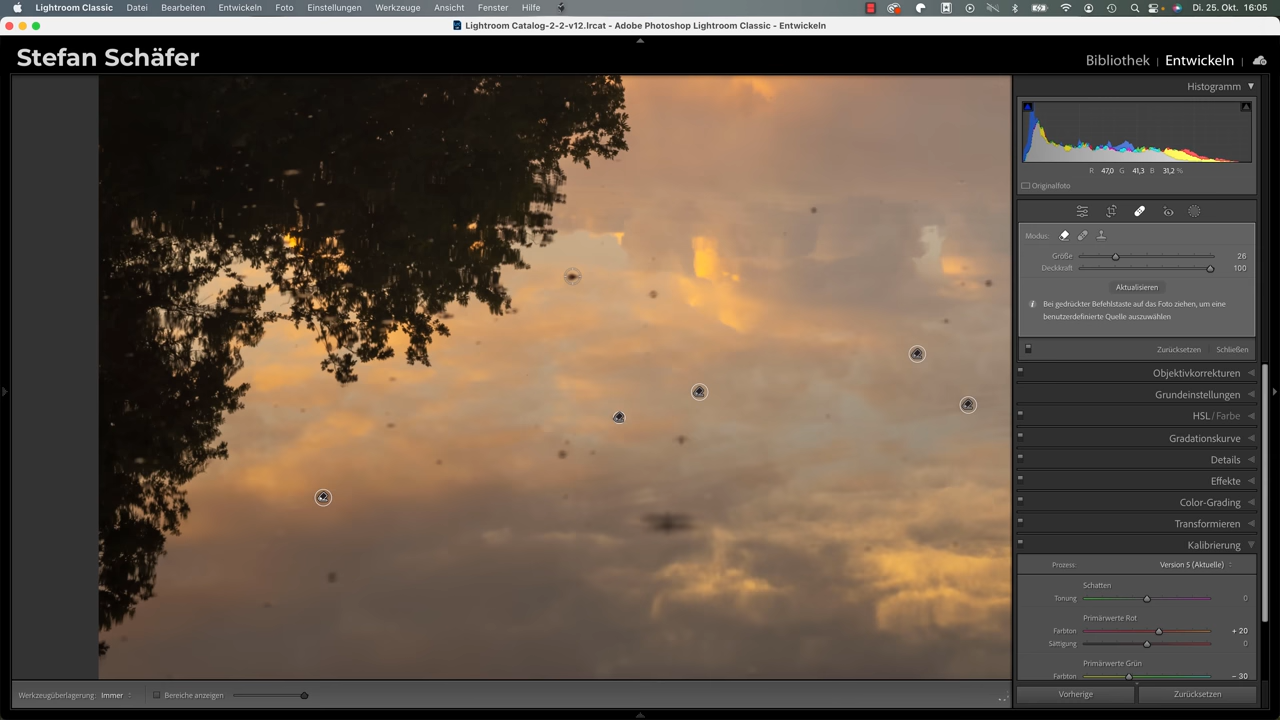 Lightroom Classic Datei Bearbeiten Entwickeln Foto Einstellungen Werkzeuge Ansicht Fenster Hilfe Di. 25. Okt. 16:05
Lightroom Catalog-2-2-v12.lrcat - Adobe Photoshop Lightroom Classic - Entwickeln
Stefan Schäfer
Bibliothek | Entwickeln |
Histogramm
R 47,0 G 41,3 B 31,2 %
Originalfoto
Modus:
Größe 26
Deckkraft 100
Aktualisieren
Bei gedrückter Befehlstaste auf das Foto ziehen, um eine
benutzerdefinierte Quelle auszuwählen
Zurücksetzen Schließen
Objektivkorrekturen
Grundeinstellungen
HSL / Farbe
Gradationskurve
Details
Effekte
Color-Grading
Transformieren
Kalibrierung
Prozess: Version 5 (Aktuelle)
Schatten
Tonung 0
Primärwerte Rot
Farbton + 20
Sättigung 0
Primärwerte Grün
Farbton - 30
Werkzeugüberlagerung: Immer Bereiche anzeigen
Vorherige Zurücksetzen